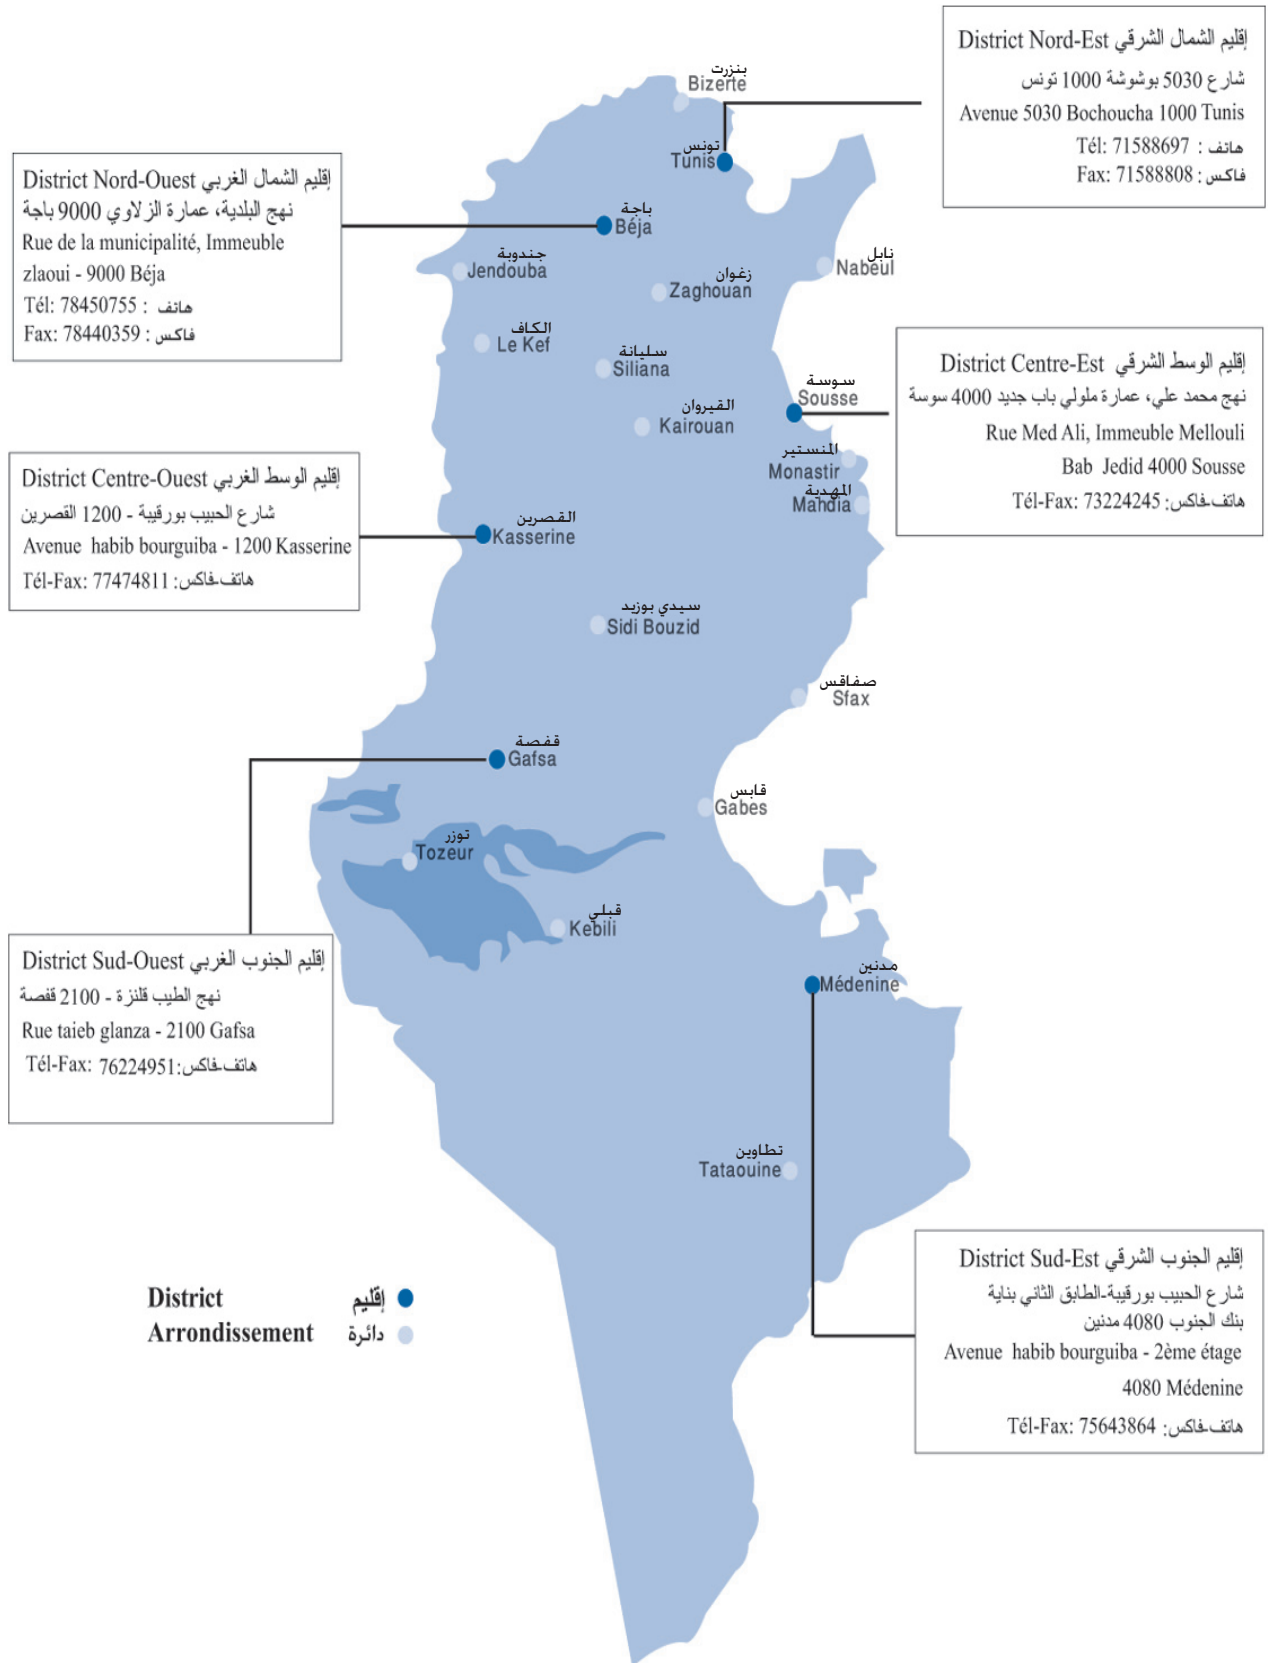 District Nord-Est إقليم الشمال الشرقي
شارع 5030 بوشوشة 1000 تونس
Avenue 5030 Bochoucha 1000 Tunis
Tél: 71588697 : هاتف
Fax: 71588808 : فاكس
بنزرت
Bizerte
تونس
Tunis
District Nord-Ouest إقليم الشمال الغربي
نهج البلدية، عمارة الزلاوي 9000 باجة
Rue de la municipalité, Immeuble
zlaoui - 9000 Béja
Tél: 78450755 : هاتف
Fax: 78440359 : فاكس
باجة
Béja
جندوبة
Jendouba
زغوان
Zaghouan
نابل
Nabeul
الكاف
Le Kef
سليانة
Siliana
سوسة
Sousse
القيروان
Kairouan
المنستير
Monastir
المهدية
Mahdia
District Centre-Est إقليم الوسط الشرقي
نهج محمد علي، عمارة ملولي باب جديد 4000 سوسة
Rue Med Ali, Immeuble Mellouli
Bab Jedid 4000 Sousse
Tél-Fax: 73224245 :هاتف-فاكس
District Centre-Ouest إقليم الوسط الغربي
شارع الحبيب بورقيبة - 1200 القصرين
Avenue habib bourguiba - 1200 Kasserine
Tél-Fax: 77474811 :هاتف-فاكس
القصرين
Kasserine
سيدي بوزيد
Sidi Bouzid
صفاقس
Sfax
قفصة
Gafsa
قابس
Gabes
توزر
Tozeur
قبلي
Kebili
مدنين
Médenine
District Sud-Ouest إقليم الجنوب الغربي
نهج الطيب قلنزة - 2100 قفصة
Rue taieb glanza - 2100 Gafsa
Tél-Fax: 76224951:هاتف-فاكس
تطاوين
Tataouine
District إقليم
Arrondissement دائرة
District Sud-Est إقليم الجنوب الشرقي
شارع الحبيب بورقيبة-الطابق الثاني بناية
بنك الجنوب 4080 مدنين
Avenue habib bourguiba - 2ème étage
4080 Médenine
Tél-Fax: 75643864 :هاتف-فاكس